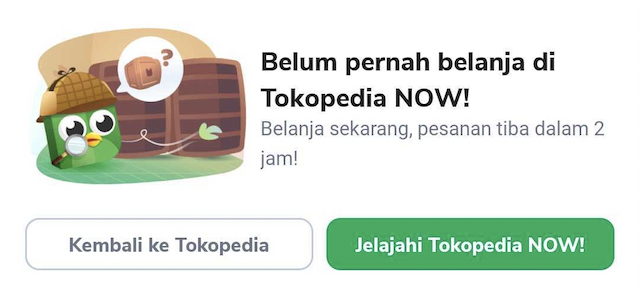 Belum pernah belanja di
Tokopedia NOW!
Belanja sekarang, pesanan tiba dalam 2
jam!
?
Kembali ke Tokopedia
Jelajahi Tokopedia NOW!